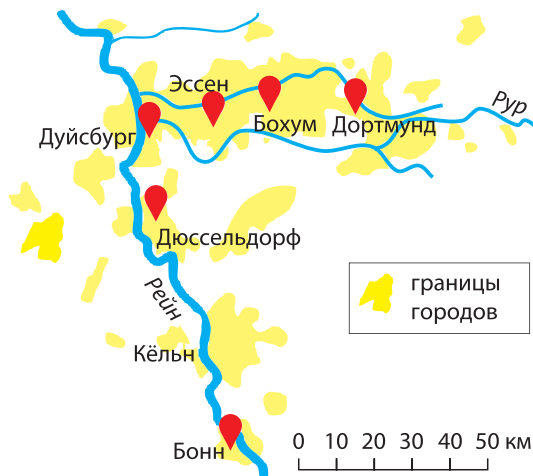 Эссен
Рур
Бохум
Дортмунд
Дуйсбург
Дюссельдорф
Рейн
границы
городов
Кёльн
Бонн
0 10 20 30 40 50 км